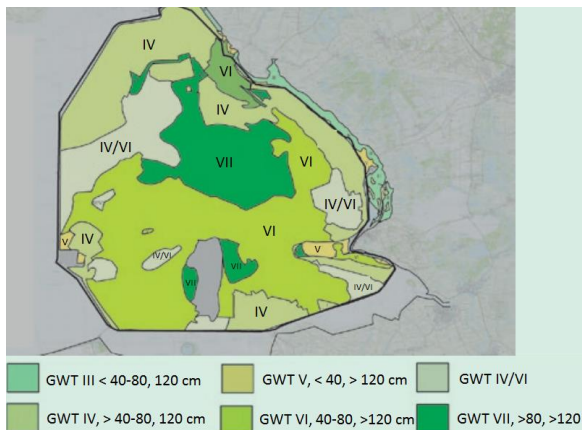 IV
VI
IV
IV/VI
VII
VI
IV/VI
V
IV
VI
V
IV/VI
VII
VII
IV/VI
IV
GWT III < 40-80, 120 cm
GWT V, < 40, > 120 cm
GWT IV/VI
GWT IV, > 40-80, 120 cm
GWT VI, 40-80, >120 cm
GWT VII, >80, >120